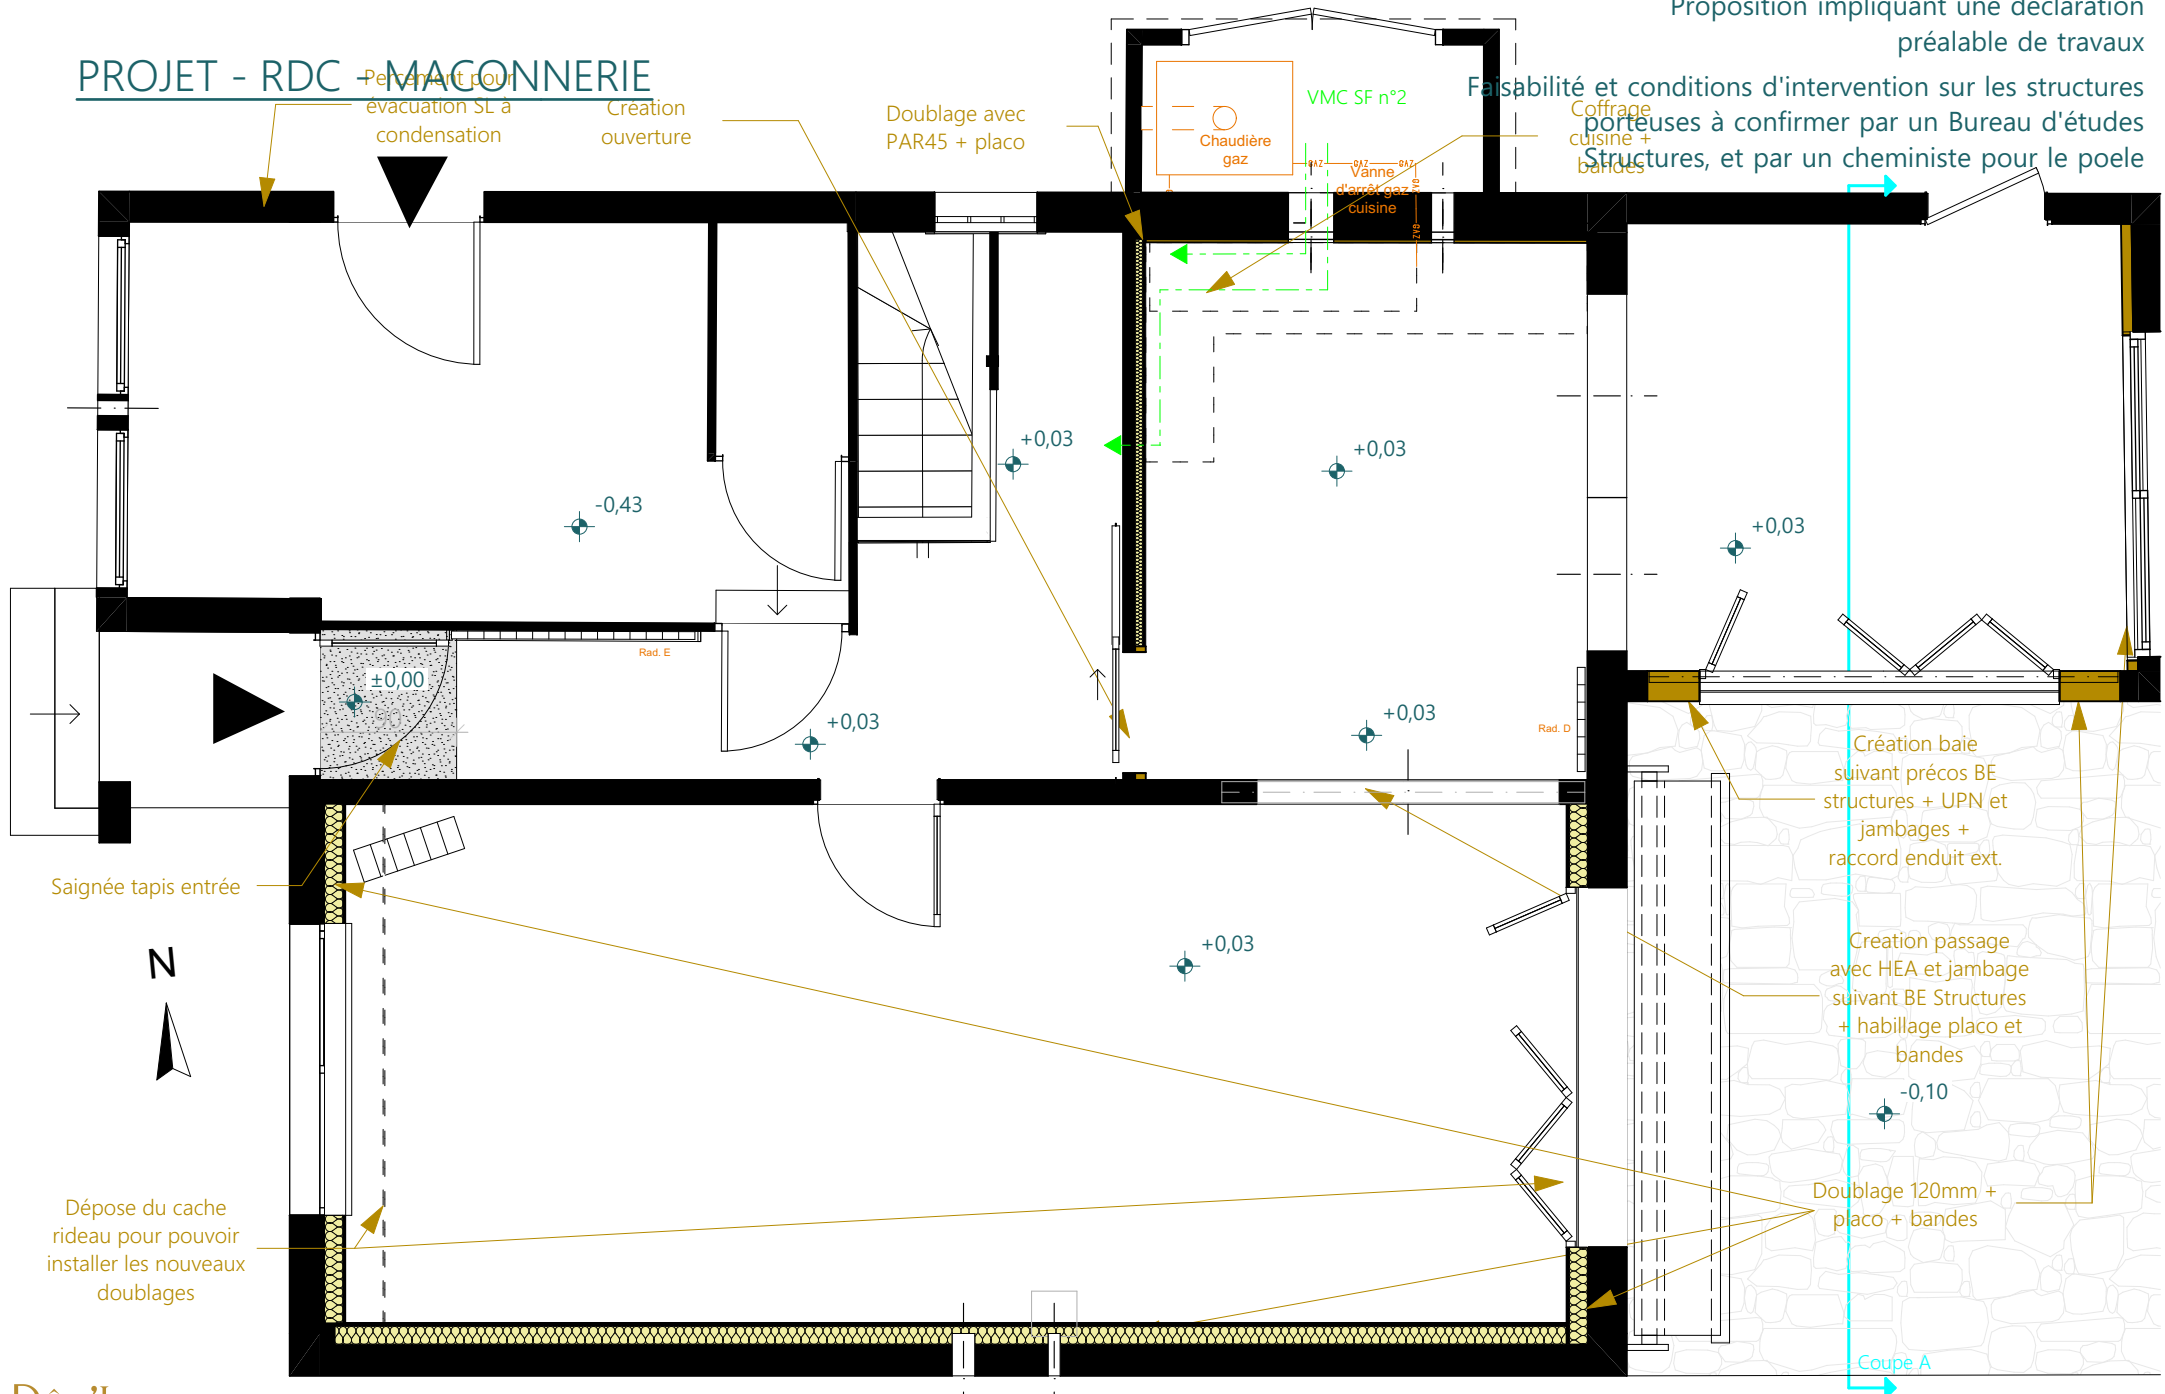 Proposition impliquant une déclaration
préalable de travaux
Faisabilité et conditions d'intervention sur les structures
porteuses à confirmer par un Bureau d'études
Structures, et par un cheministe pour le poele
PROJET - RDC - MACONNERIE
Percement pour
évacuation SL à
condensation
Création
ouverture
Doublage avec
PAR45 + placo
Coffrage
cuisine +
bandes
VMC SF n°2
Chaudière
gaz
GAZ
GAZ
GAZ
Vanne
d'arrêt gaz
cuisine
GAZ
GAZ
+0,03
+0,03
-0,43
+0,03
Rad. E
±0,00
90
+0,03
+0,03
Rad. D
Création baie
suivant précos BE
structures + UPN et
jambages +
raccord enduit ext.
Saignée tapis entrée
N
+0,03
Creation passage
avec HEA et jambage
suivant BE Structures
+ habillage placo et
bandes
-0,10
Dépose du cache
rideau pour pouvoir
installer les nouveaux
doublages
Doublage 120mm +
placo + bandes
Coupe A